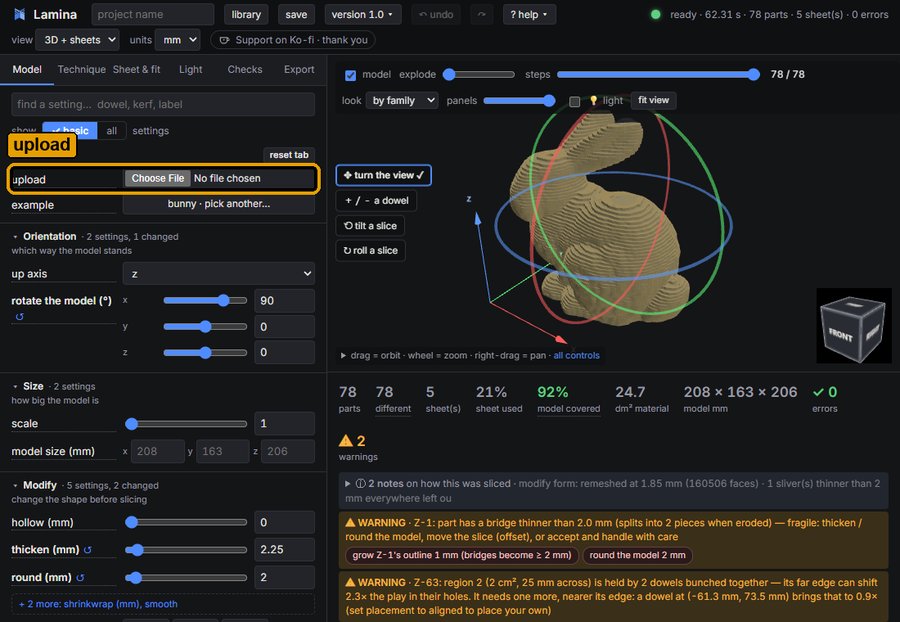 Lamina project name library save version 1.0 undo ? help ready · 62.31 s · 78 parts · 5 sheet(s) · 0 errors
view 3D + sheets units mm Support on Ko-fi · thank you
Model Technique Sheet & fit Light Checks Export
model explode steps 78 / 78
find a setting... dowel, kerf, label
look by family panels light fit view
show basic all settings
upload
reset tab
upload Choose File No file chosen
example bunny · pick another...
turn the view ✓
+ / - a dowel
tilt a slice
roll a slice
z
FRONT
Orientation · 2 settings, 1 changed
which way the model stands
up axis z
rotate the model (°) x 90
y 0
z 0
drag = orbit · wheel = zoom · right-drag = pan · all controls
Size · 2 settings
how big the model is
scale 1
model size (mm) x 208 y 163 z 206
Modify · 5 settings, 2 changed
change the shape before slicing
hollow (mm) 0
thicken (mm) 2.25
round (mm) 2
+ 2 more: shrinkwrap (mm), smooth
78 78 5 21% 92% 24.7 208 × 163 × 206 ✓ 0
parts different sheet(s) sheet used model covered dm² material model mm errors
2
warnings
2 notes on how this was sliced · modify form: remeshed at 1.85 mm (160506 faces) · 1 sliver(s) thinner than 2
mm everywhere left ou
WARNING · Z-1: part has a bridge thinner than 2.0 mm (splits into 2 pieces when eroded) — fragile: thicken /
round the model, move the slice (offset), or accept and handle with care
grow Z-1's outline 1 mm (bridges become ≥ 2 mm) round the model 2 mm
WARNING · Z-63: region 2 (2 cm², 25 mm across) is held by 2 dowels bunched together — its far edge can shift
2.3× the play in their holes. It needs one more, nearer its edge: a dowel at (−61.3 mm, 73.5 mm) brings that to 0.9×
(set placement to aligned to place your own)